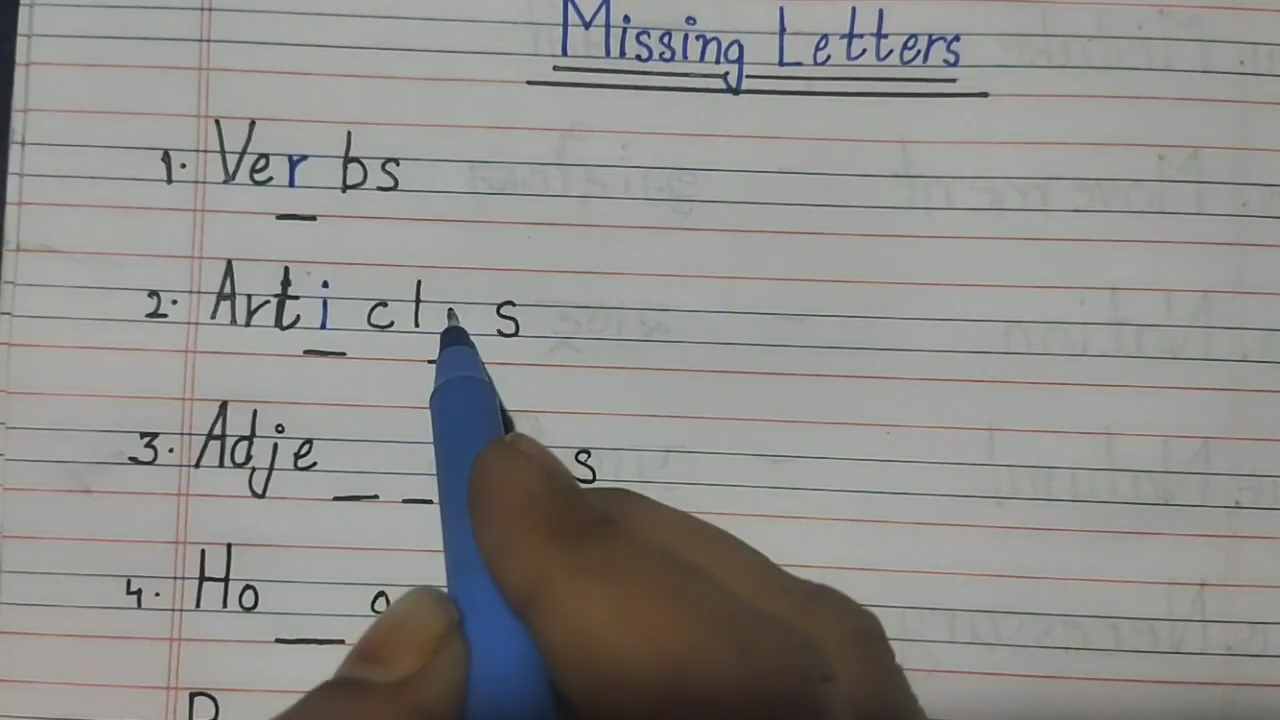 Missing Letters
1. Verbs
2. Articl s
3. Adje _ _ s
4. Ho _ o